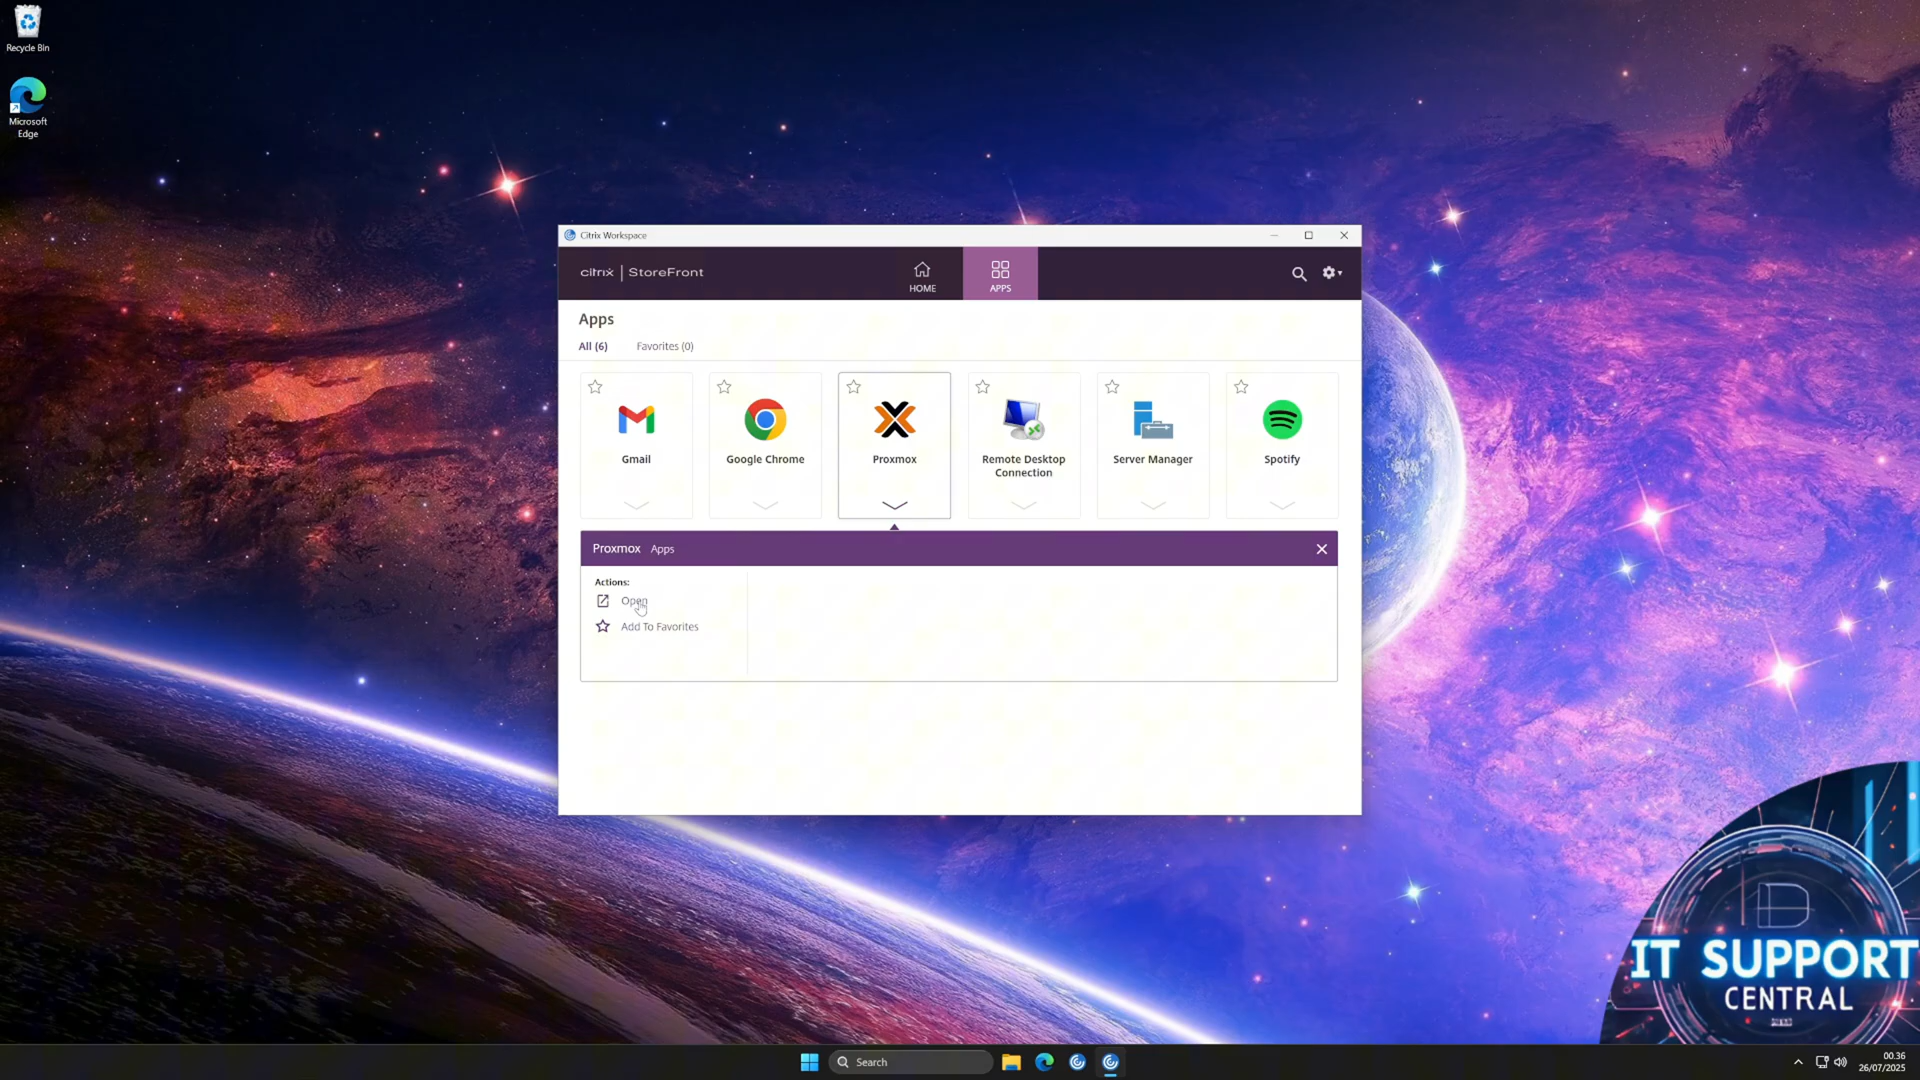 Recycle Bin
Microsoft
Edge
Citrix Workspace
citrix | StoreFront
HOME
APPS
Apps
All (6)
Favorites (0)
Gmail
Google Chrome
Proxmox
Remote Desktop
Connection
Server Manager
Spotify
Proxmox Apps
Actions:
Open
Add To Favorites
IT SUPPORT
CENTRAL
Search
00.36
26/07/2025